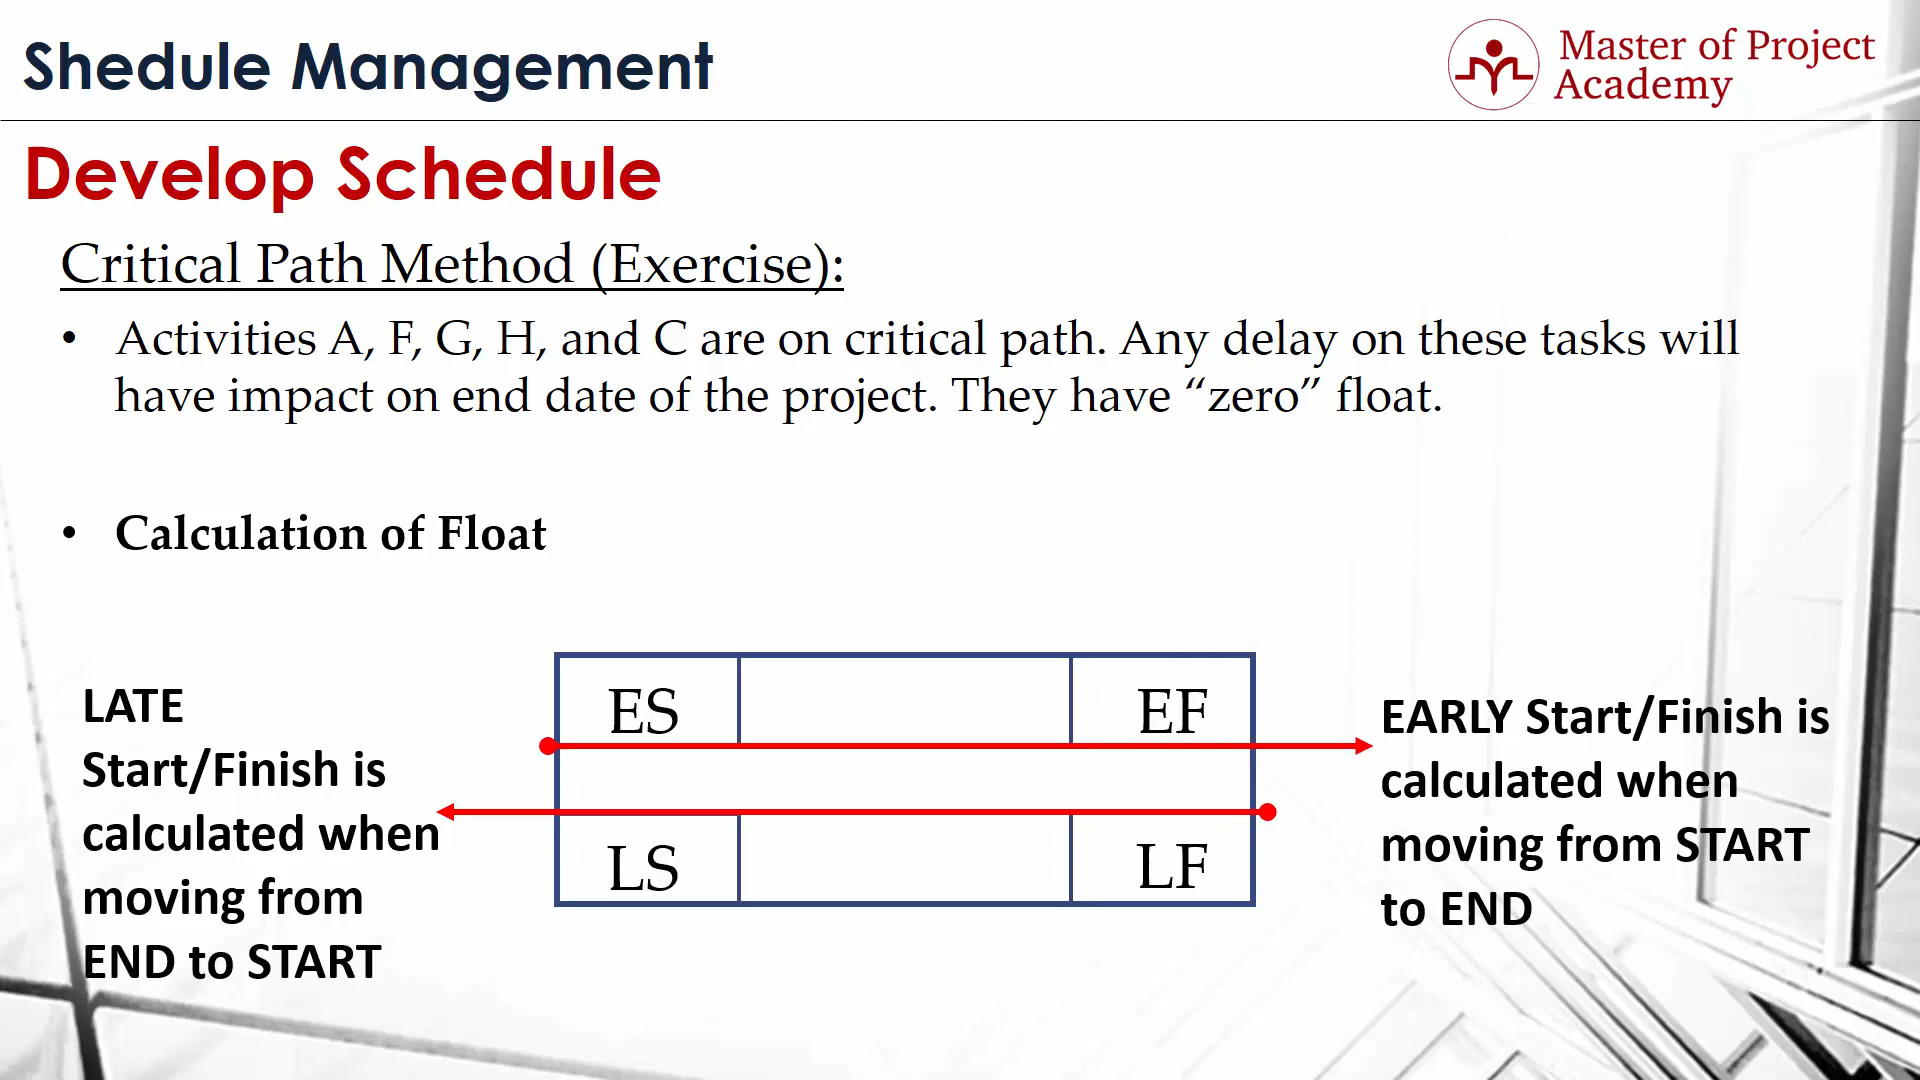 Shedule Management
Master of Project
Academy
Develop Schedule
Critical Path Method (Exercise):
• Activities A, F, G, H, and C are on critical path. Any delay on these tasks will
have impact on end date of the project. They have “zero” float.
• Calculation of Float
LATE
Start/Finish is
calculated when
moving from
END to START
ES
EF
LS
LF
EARLY Start/Finish is
calculated when
moving from START
to END